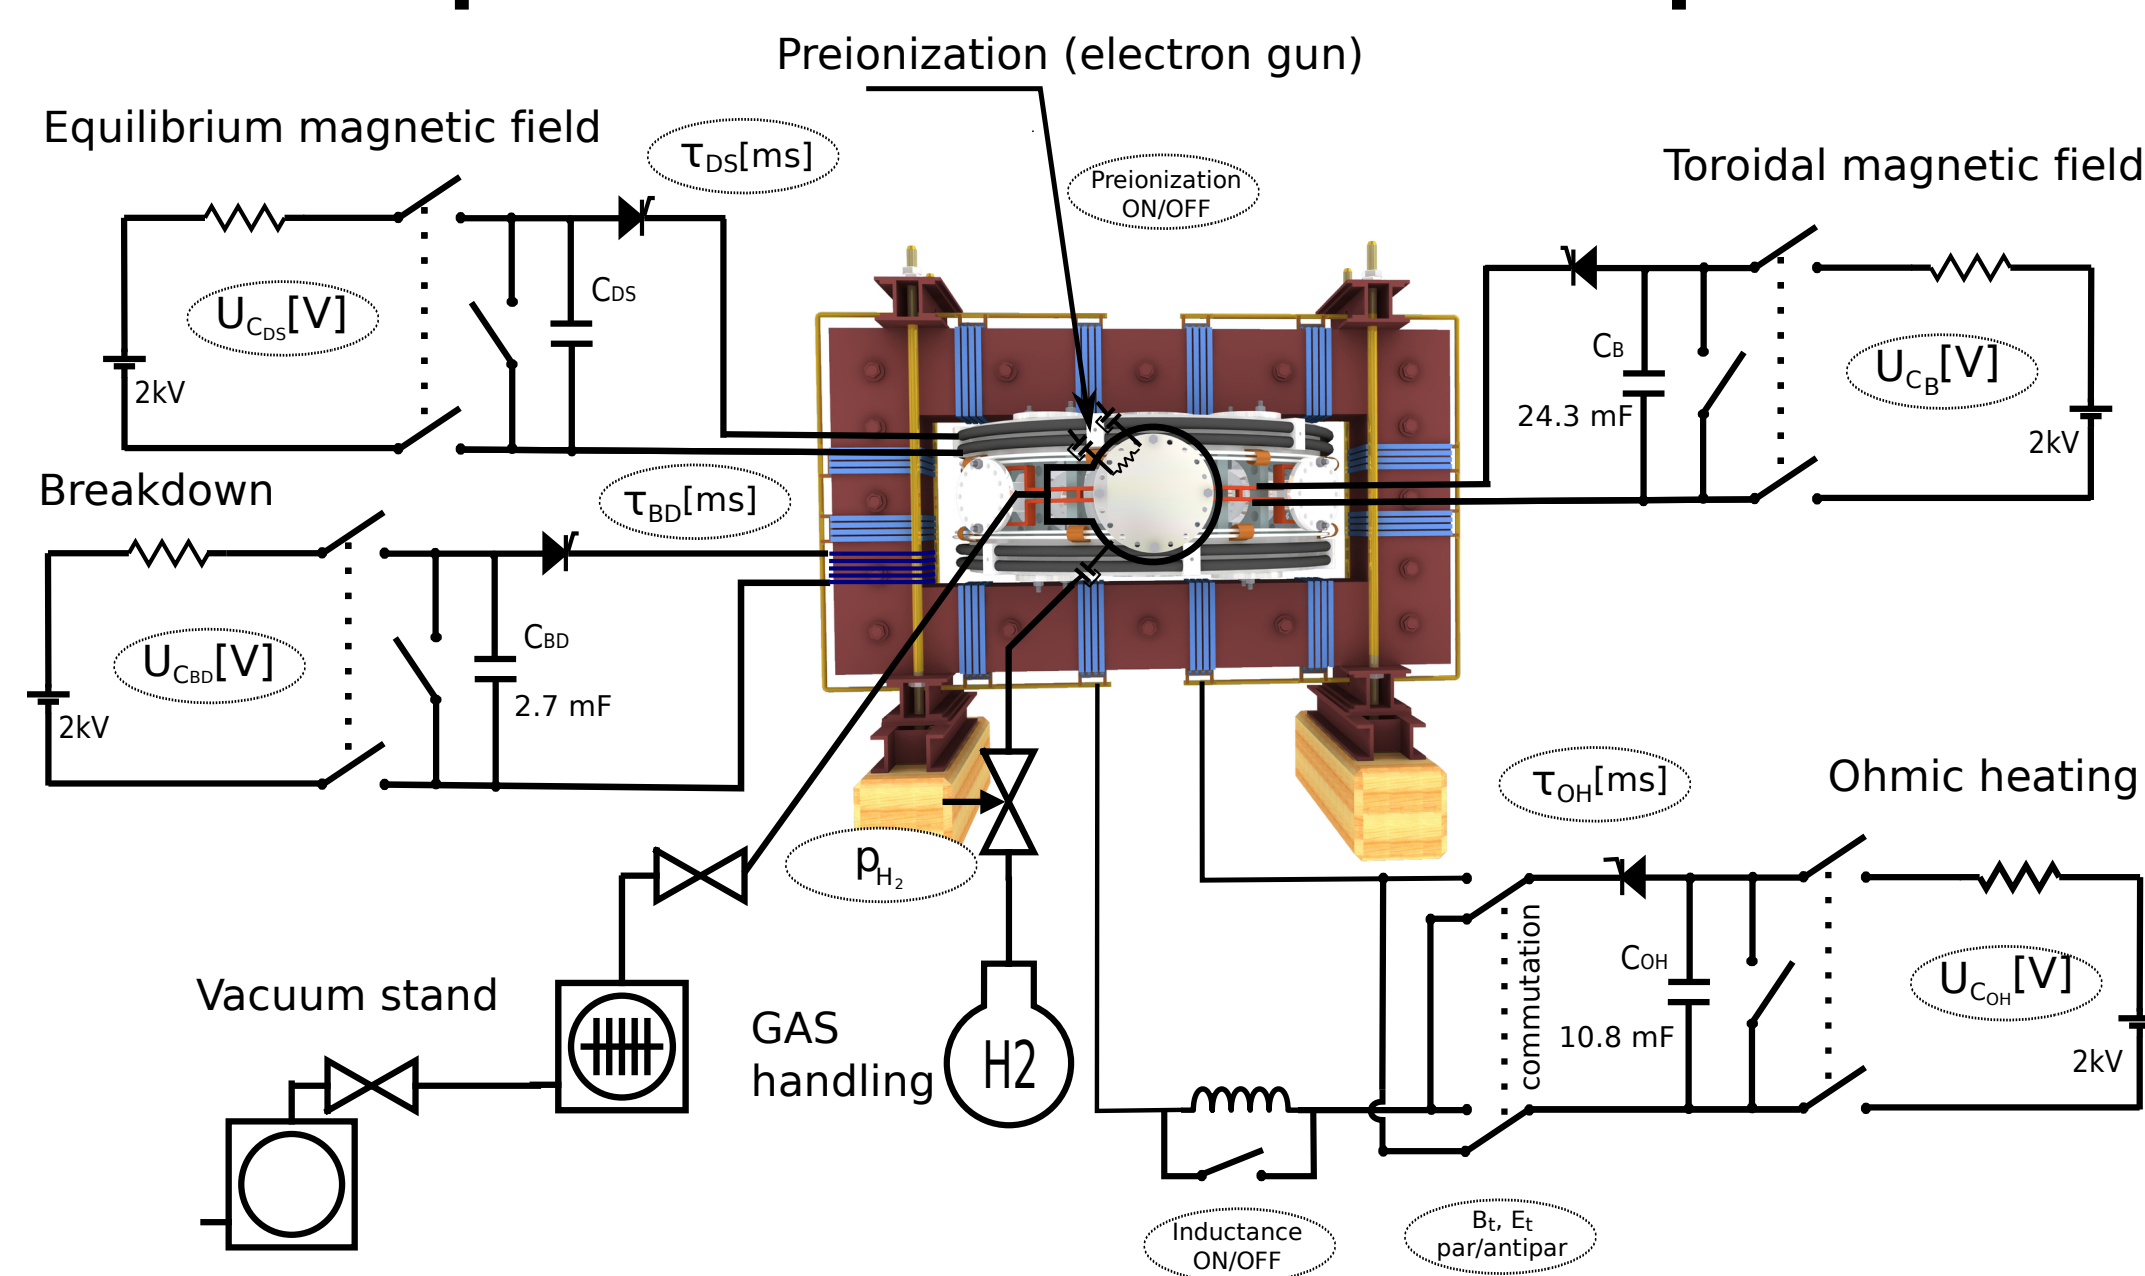 Preionization (electron gun)
Equilibrium magnetic field
τDS[ms]
Preionization
ON/OFF
Toroidal magnetic field
UCDS[V]
CDS
2kV
CB
24.3 mF
UCB[V]
2kV
Breakdown
τBD[ms]
UCBD[V]
CBD
2.7 mF
2kV
τOH[ms]
Ohmic heating
pH2
commutation
COH
10.8 mF
UCOH[V]
2kV
Vacuum stand
GAS
handling
H2
Inductance
ON/OFF
Bt, Et
par/antipar